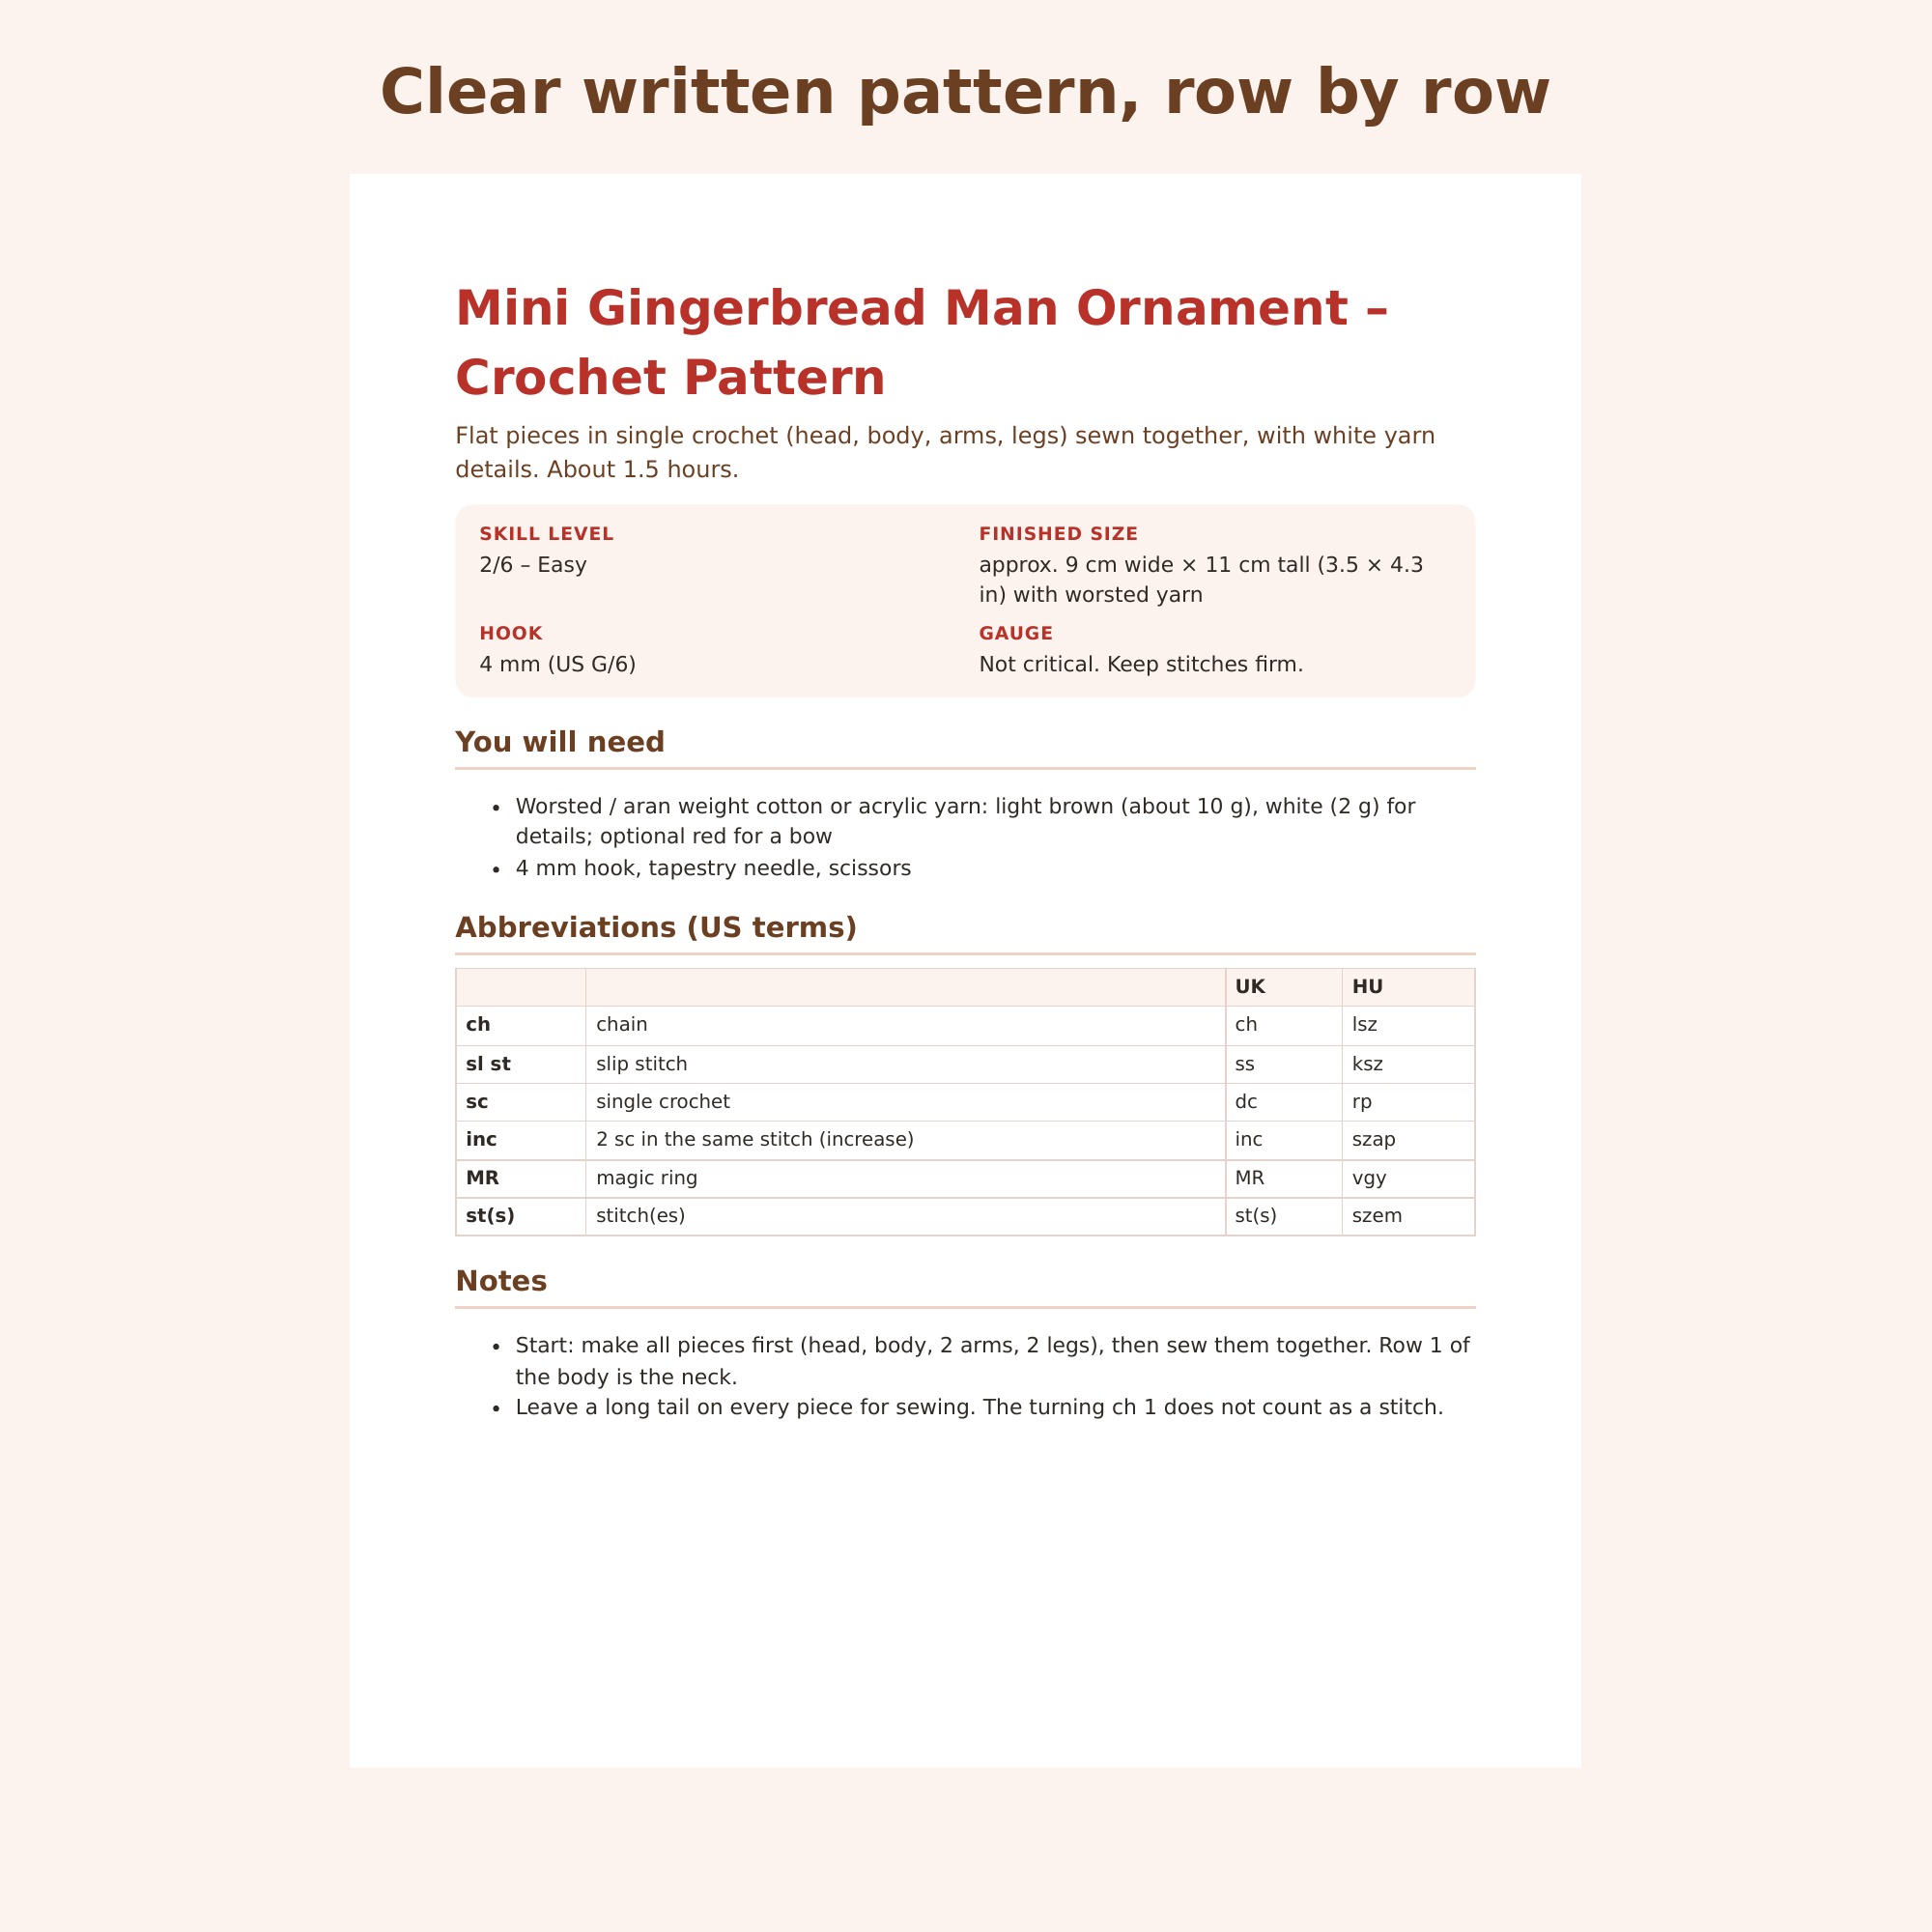 Clear written pattern, row by row
Mini Gingerbread Man Ornament –
Crochet Pattern
Flat pieces in single crochet (head, body, arms, legs) sewn together, with white yarn
details. About 1.5 hours.
SKILL LEVEL
2/6 – Easy
FINISHED SIZE
approx. 9 cm wide × 11 cm tall (3.5 × 4.3
in) with worsted yarn
HOOK
4 mm (US G/6)
GAUGE
Not critical. Keep stitches firm.
You will need
• Worsted / aran weight cotton or acrylic yarn: light brown (about 10 g), white (2 g) for
details; optional red for a bow
• 4 mm hook, tapestry needle, scissors
Abbreviations (US terms)
UK HU
ch chain ch lsz
sl st slip stitch ss ksz
sc single crochet dc rp
inc 2 sc in the same stitch (increase) inc szap
MR magic ring MR vgy
st(s) stitch(es) st(s) szem
Notes
• Start: make all pieces first (head, body, 2 arms, 2 legs), then sew them together. Row 1 of
the body is the neck.
• Leave a long tail on every piece for sewing. The turning ch 1 does not count as a stitch.